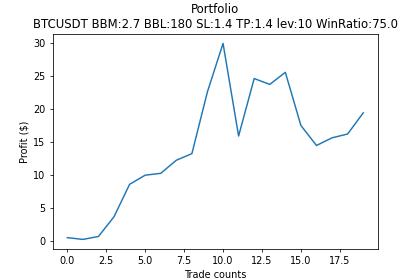 Portfolio
BTCUSDT BBM:2.7 BBL:180 SL:1.4 TP:1.4 lev:10 WinRatio:75.0
30
25
20
15
10
5
0
Profit ($)
0.0 2.5 5.0 7.5 10.0 12.5 15.0 17.5
Trade counts